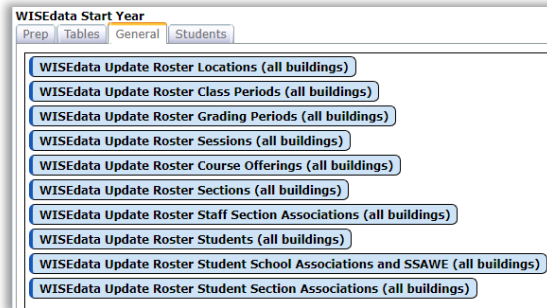 WISEdata Start Year
Prep Tables General Students
WISEdata Update Roster Locations (all buildings)
WISEdata Update Roster Class Periods (all buildings)
WISEdata Update Roster Grading Periods (all buildings)
WISEdata Update Roster Sessions (all buildings)
WISEdata Update Roster Course Offerings (all buildings)
WISEdata Update Roster Sections (all buildings)
WISEdata Update Roster Staff Section Associations (all buildings)
WISEdata Update Roster Students (all buildings)
WISEdata Update Roster Student School Associations and SSAWE (all buildings)
WISEdata Update Roster Student Section Associations (all buildings)